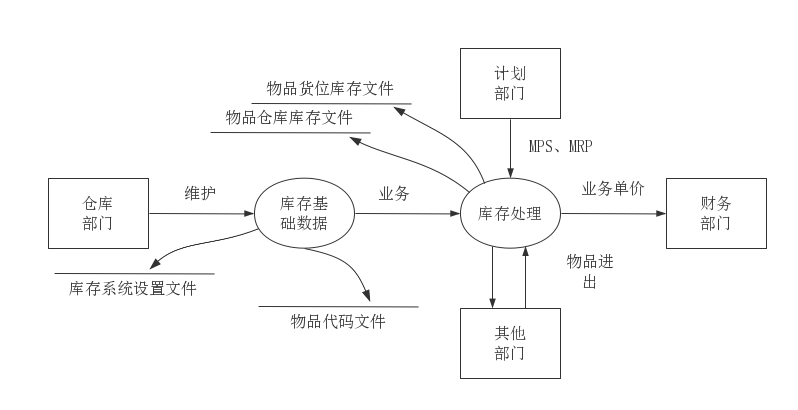 计划
部门
物品货位库存文件
物品仓库库存文件
MPS、MRP
仓库
部门
维护
库存基
础数据
业务
库存处理
业务单价
财务
部门
物品进
出
库存系统设置文件
物品代码文件
其他
部门